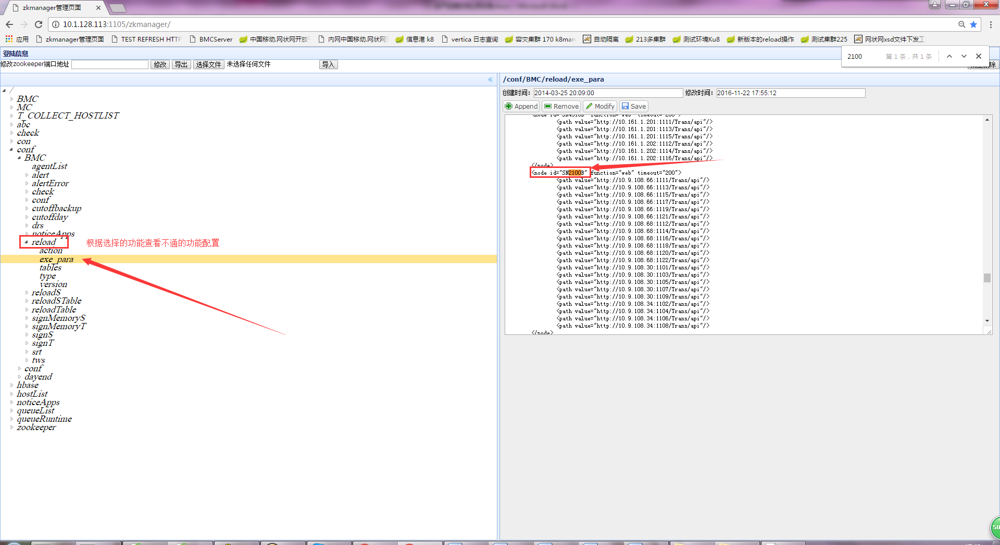 zkmanager管理页面
10.1.128.113:1105/zkmanager/
应用 zkmanager管理页面 TEST REFRESH HTTP BMCServer 中国移动.网状网开放 内网中国移动.网状网 信息港 k8 vertica 日志查询 容灾集群 170 k8man 自动隔离 213多集群 测试环境Ku8 新版本的reload操作 测试集群225 网状网xsd文件下发工
登陆信息
2100 第 1 条，共 1 条
修改zookeeper端口地址 修改 导出 选择文件 未选择任何文件 导入
除
«
/conf/BMC/reload/exe_para
创建时间： 2014-03-25 20:09:00 修改时间： 2016-11-22 17:55:12
Append Remove Modify Save
/
BMC
MC
T_COLLECT_HOSTLIST
abc
check
con
conf
BMC
agentList
alert
alertError
check
conf
cutoffbackup
cutoffday
drs
noticeApps
reload
根据选择的功能查看不通的功能配置
action
exe_para
tables
type
version
reloadS
reloadSTable
reloadTable
signMemoryS
signMemoryT
signS
signT
srt
tws
conf
dayend
hbase
hostList
noticeApps
queueList
queueRuntime
zookeeper
<path value="http://10.161.1.201:1111/Trans/api"/>
<path value="http://10.161.1.201:1113/Trans/api"/>
<path value="http://10.161.1.201:1115/Trans/api"/>
<path value="http://10.161.1.202:1112/Trans/api"/>
<path value="http://10.161.1.202:1114/Trans/api"/>
<path value="http://10.161.1.202:1116/Trans/api"/>
</node>
<node id="SN2100B" function="web" timeout="200">
<path value="http://10.9.108.66:1111/Trans/api"/>
<path value="http://10.9.108.66:1113/Trans/api"/>
<path value="http://10.9.108.66:1115/Trans/api"/>
<path value="http://10.9.108.66:1117/Trans/api"/>
<path value="http://10.9.108.66:1119/Trans/api"/>
<path value="http://10.9.108.66:1121/Trans/api"/>
<path value="http://10.9.108.68:1112/Trans/api"/>
<path value="http://10.9.108.68:1114/Trans/api"/>
<path value="http://10.9.108.68:1116/Trans/api"/>
<path value="http://10.9.108.68:1118/Trans/api"/>
<path value="http://10.9.108.68:1120/Trans/api"/>
<path value="http://10.9.108.68:1122/Trans/api"/>
<path value="http://10.9.108.30:1101/Trans/api"/>
<path value="http://10.9.108.30:1103/Trans/api"/>
<path value="http://10.9.108.30:1105/Trans/api"/>
<path value="http://10.9.108.30:1107/Trans/api"/>
<path value="http://10.9.108.30:1109/Trans/api"/>
<path value="http://10.9.108.34:1102/Trans/api"/>
<path value="http://10.9.108.34:1104/Trans/api"/>
<path value="http://10.9.108.34:1106/Trans/api"/>
<path value="http://10.9.108.34:1108/Trans/api"/>
</node>
50